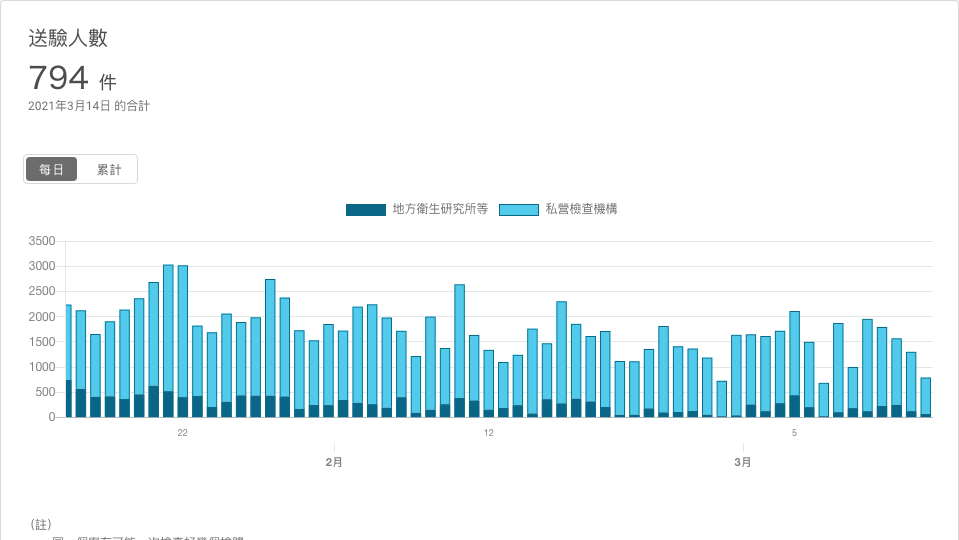 送驗人數
794 件
2021年3月14日 的合計
每日 累計
地方衛生研究所等 私營檢查機構
3500
3000
2500
2000
1500
1000
500
0
22 12 5
2月 3月
（註）